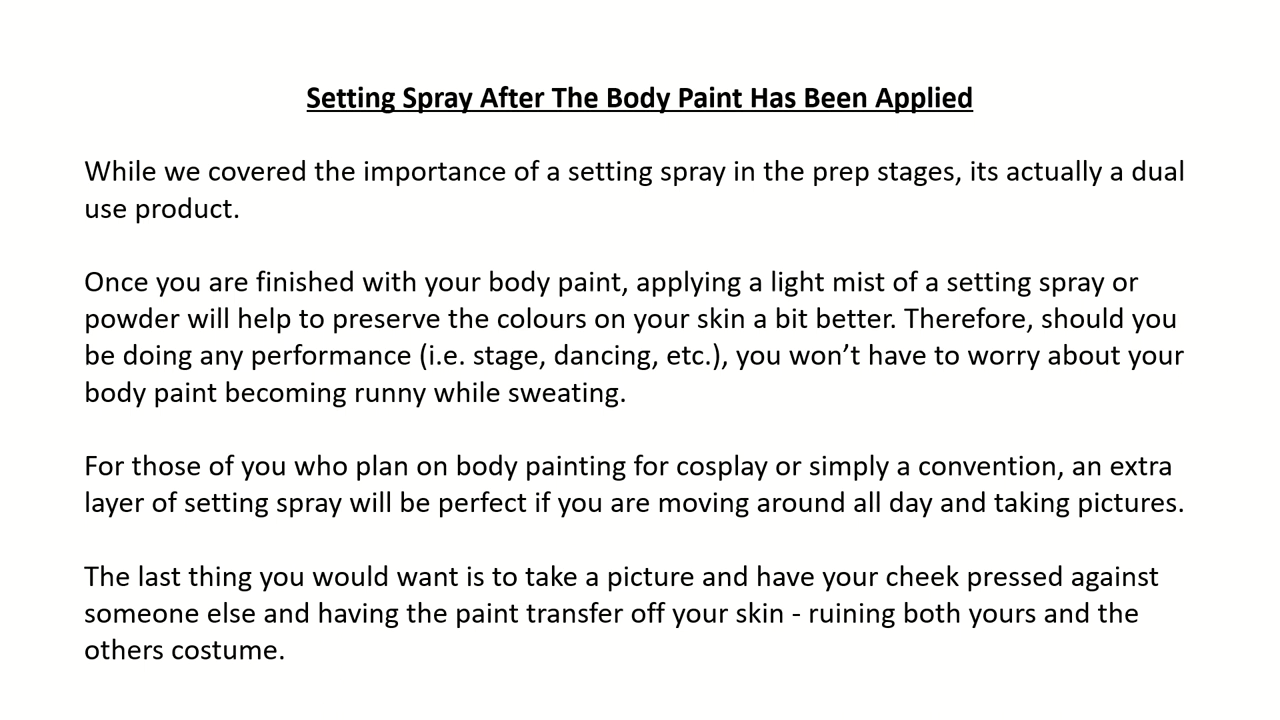 Setting Spray After The Body Paint Has Been Applied
While we covered the importance of a setting spray in the prep stages, its actually a dual
use product.
Once you are finished with your body paint, applying a light mist of a setting spray or
powder will help to preserve the colours on your skin a bit better. Therefore, should you
be doing any performance (i.e. stage, dancing, etc.), you won’t have to worry about your
body paint becoming runny while sweating.
For those of you who plan on body painting for cosplay or simply a convention, an extra
layer of setting spray will be perfect if you are moving around all day and taking pictures.
The last thing you would want is to take a picture and have your cheek pressed against
someone else and having the paint transfer off your skin - ruining both yours and the
others costume.